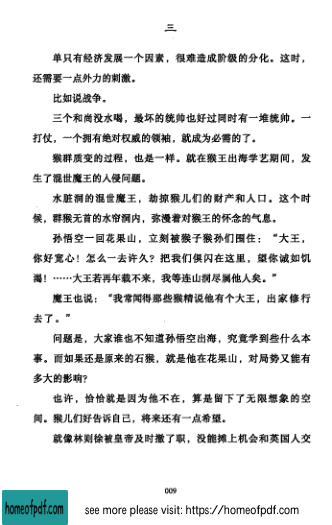 三
单只有经济发展一个因素，很难造成阶级的分化。这时，
还需要一点外力的刺激。
比如说战争。
三个和尚没水喝，最坏的统帅也好过同时有一堆统帅。一
打仗，一个拥有绝对权威的领袖，就成为必需的了。
猴群质变的过程，也是一样。就在猴王出海学艺期间，发
生了混世魔王的入侵问题。
水脏洞的混世魔王，劫掠猴儿们的财产和人口。这个时
候，群猴无首的水帘洞内，弥漫着对猴王的怀念的气息。
孙悟空一回花果山，立刻被猴子猴孙们围住：“大王，
你好宽心！怎么一去许久？把我们俱闪在这里，望你诚如饥
渴！……大王若再年载不来，我等连山洞尽属他人矣。”
魔王也说：“我常闻得那些猴精说他有个大王，出家修行
去了。”
问题是，大家谁也不知道孙悟空出海，究竟学到些什么本
事。而如果还是原来的石猴，就是他在花果山，对局势又能有
多大的影响？
也许，恰恰就是因为他不在，算是留下了无限想象的空
间。猴儿们好告诉自己，将来还有一点希望。
就像林则徐被皇帝及时撤了职，没能摊上机会和英国人交
009
homeofpdf.com
see more please visit: https://homeofpdf.com